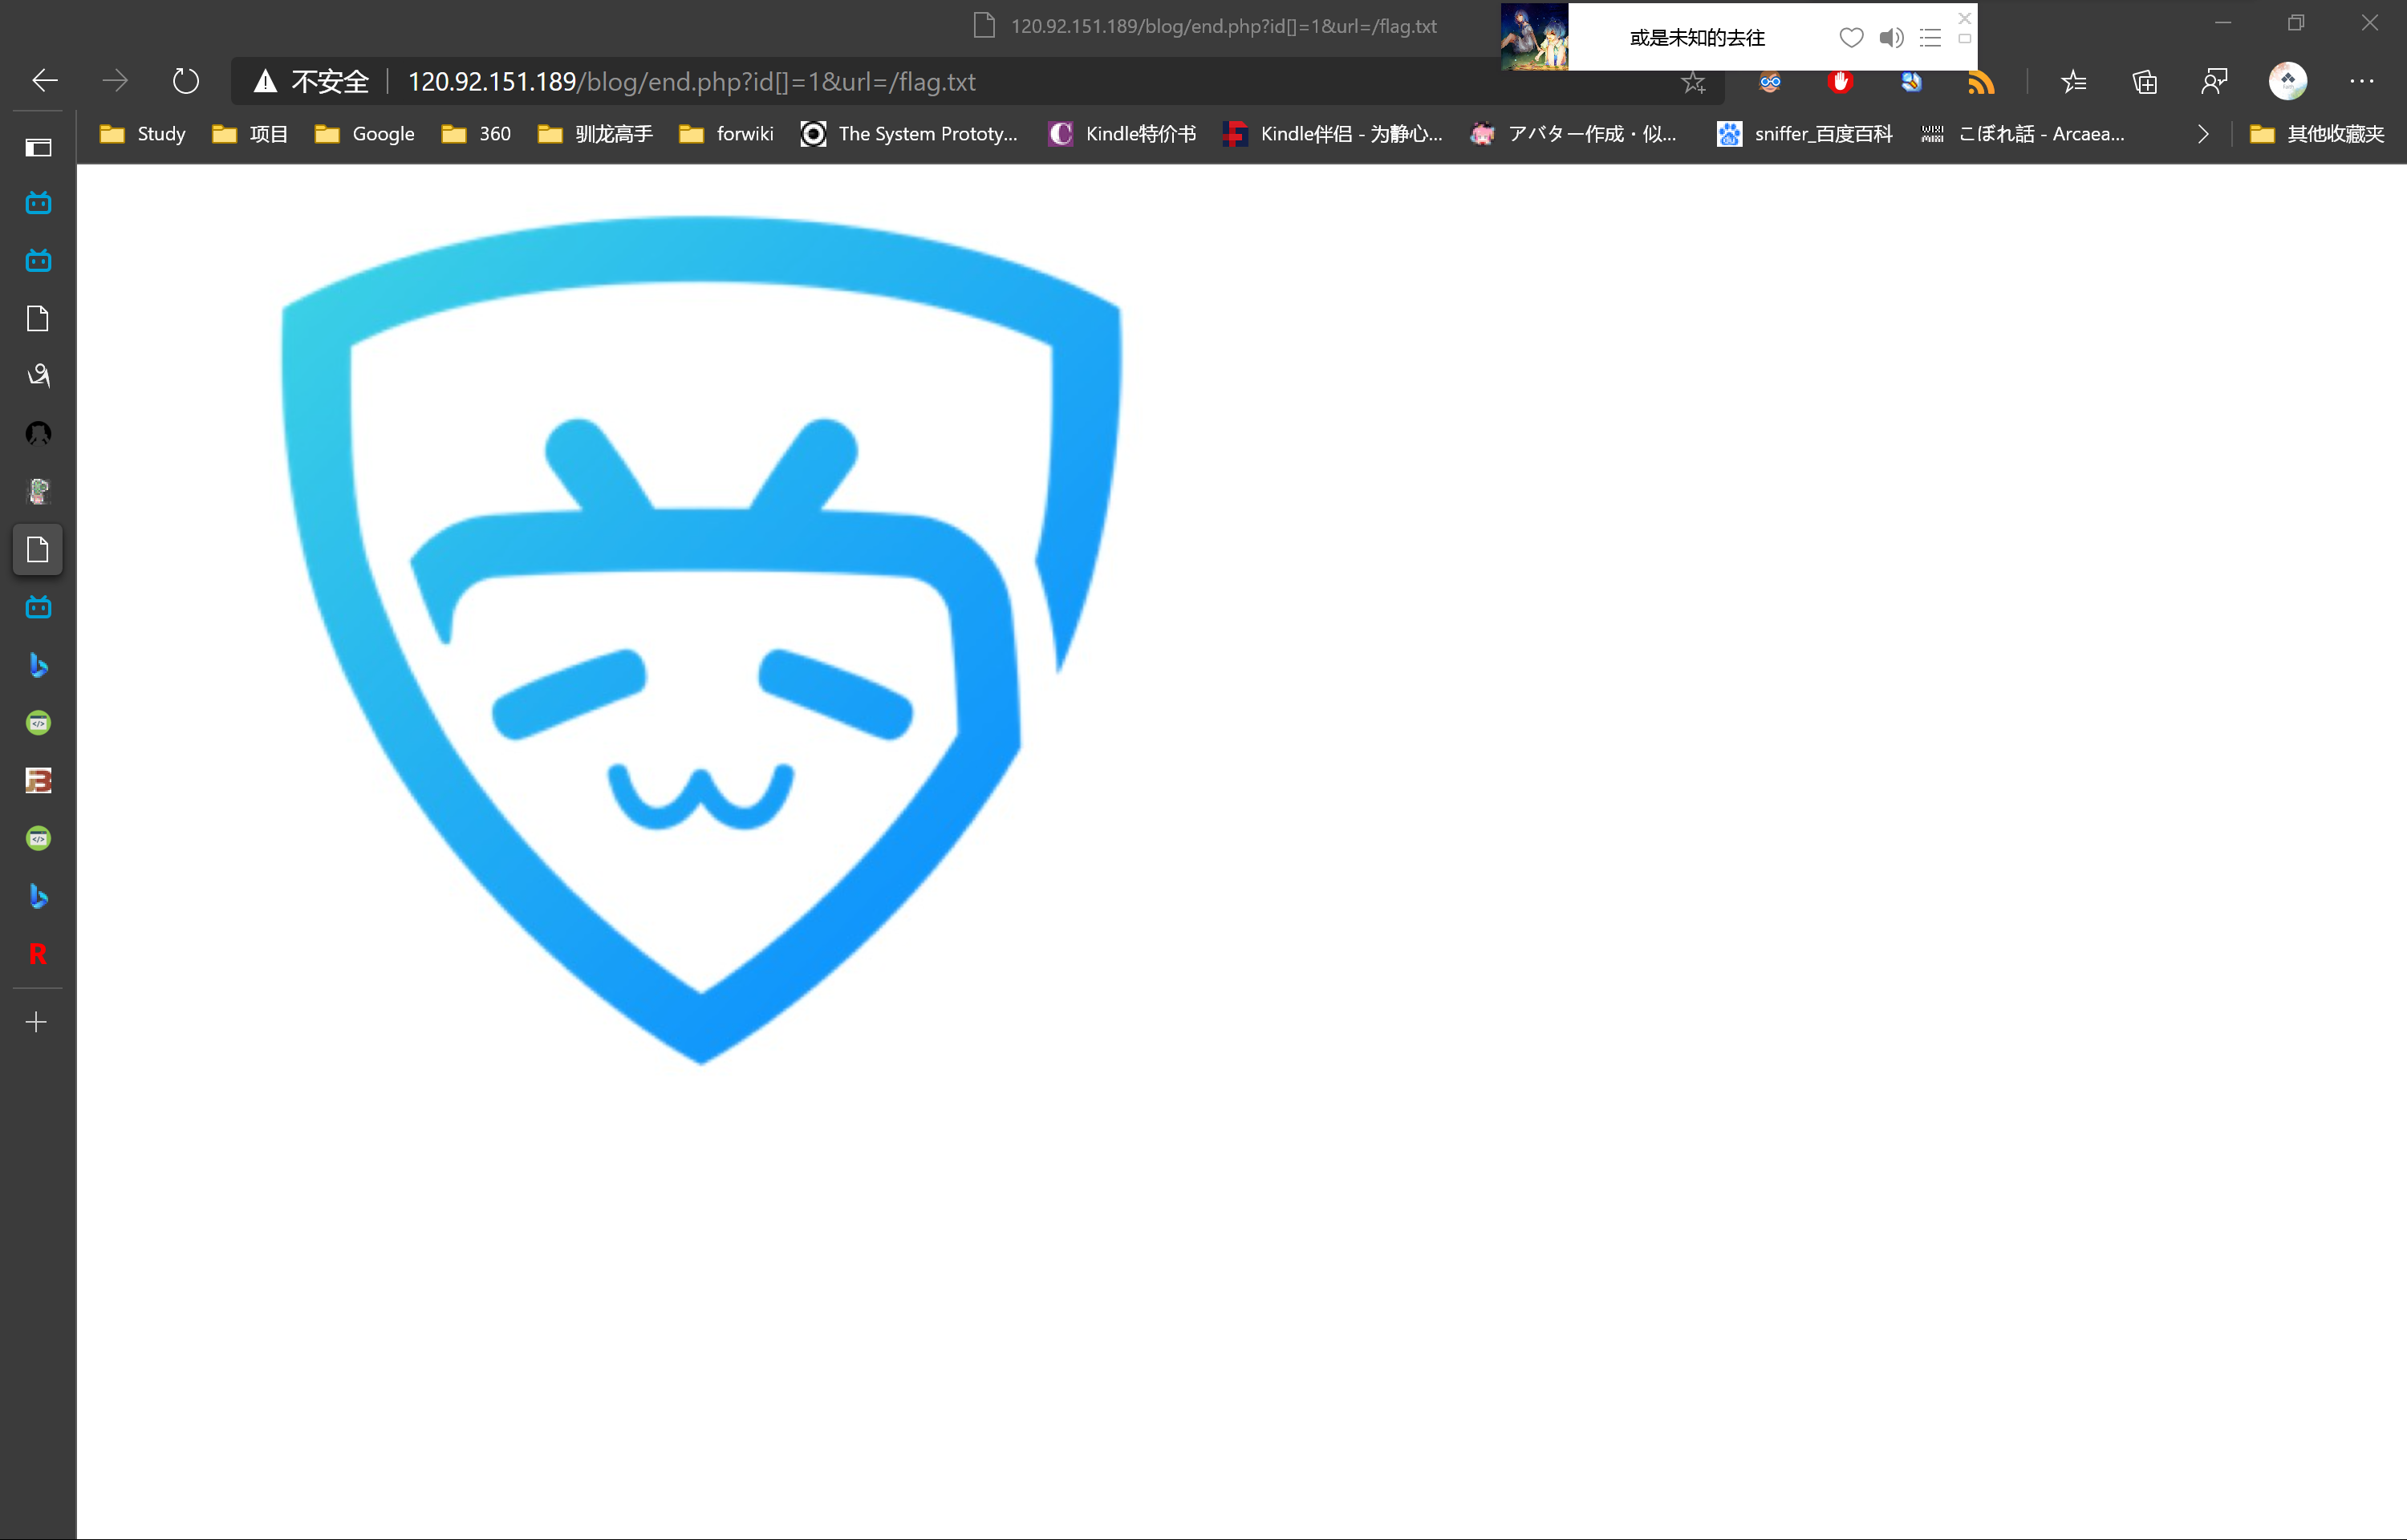 120.92.151.189/blog/end.php?id[]=1&url=/flag.txt
或是未知的去往
不安全
120.92.151.189/blog/end.php?id[]=1&url=/flag.txt
Study
项目
Google
360
驯龙高手
forwiki
The System Prototy...
Kindle特价书
Kindle伴侣 - 为静心...
アバター作成・似...
sniffer_百度百科
こぼれ話 - Arcaea...
其他收藏夹
R